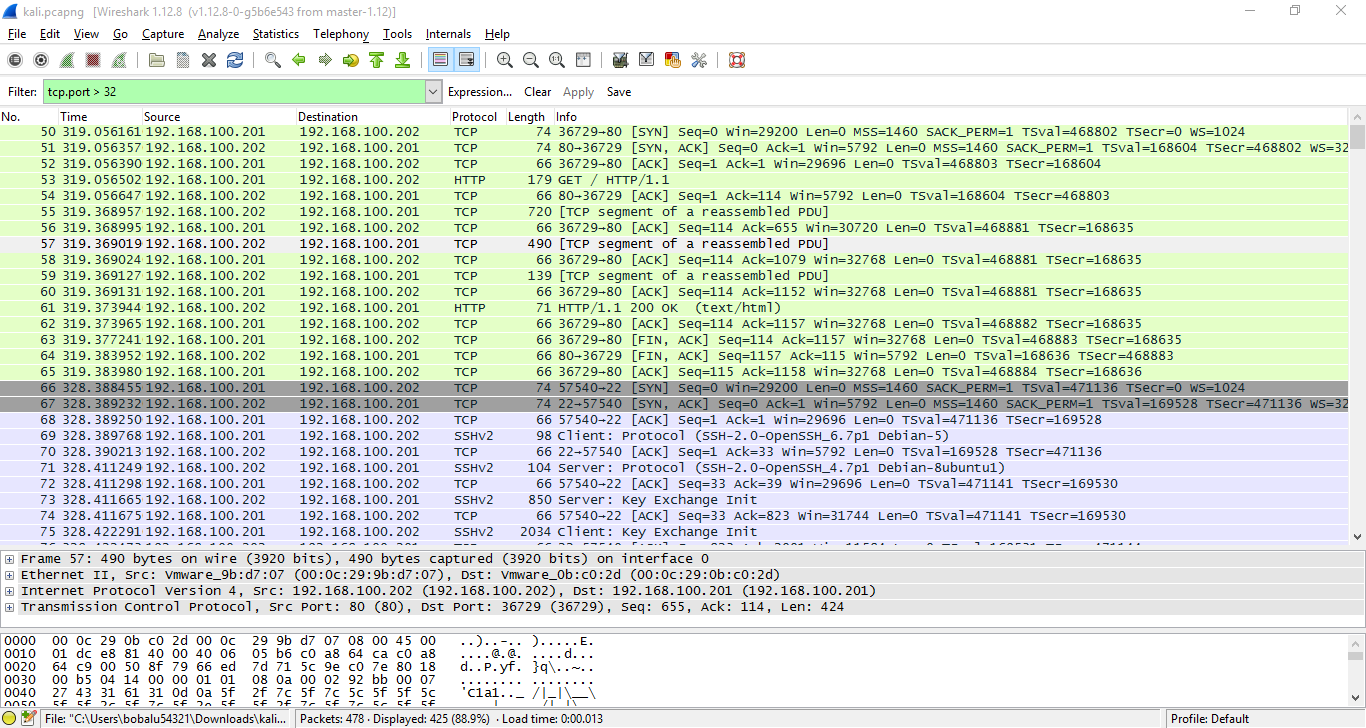 kali.pcapng [Wireshark 1.12.8 (v1.12.8-0-g5b6e543 from master-1.12)]
File Edit View Go Capture Analyze Statistics Telephony Tools Internals Help
Filter: tcp.port > 32 Expression... Clear Apply Save
No. Time Source Destination Protocol Length Info
50 319.056161 192.168.100.201 192.168.100.202 TCP 74 36729→80 [SYN] Seq=0 Win=29200 Len=0 MSS=1460 SACK_PERM=1 TSval=468802 TSecr=0 WS=1024
51 319.056357 192.168.100.202 192.168.100.201 TCP 74 80→36729 [SYN, ACK] Seq=0 Ack=1 Win=5792 Len=0 MSS=1460 SACK_PERM=1 TSval=168604 TSecr=468802 WS=32
52 319.056390 192.168.100.201 192.168.100.202 TCP 66 36729→80 [ACK] Seq=1 Ack=1 Win=29696 Len=0 TSval=468803 TSecr=168604
53 319.056502 192.168.100.201 192.168.100.202 HTTP 179 GET / HTTP/1.1
54 319.056647 192.168.100.202 192.168.100.201 TCP 66 80→36729 [ACK] Seq=1 Ack=114 Win=5792 Len=0 TSval=168604 TSecr=468803
55 319.368957 192.168.100.202 192.168.100.201 TCP 720 [TCP segment of a reassembled PDU]
56 319.368995 192.168.100.201 192.168.100.202 TCP 66 36729→80 [ACK] Seq=114 Ack=655 Win=30720 Len=0 TSval=468881 TSecr=168635
57 319.369019 192.168.100.202 192.168.100.201 TCP 490 [TCP segment of a reassembled PDU]
58 319.369024 192.168.100.201 192.168.100.202 TCP 66 36729→80 [ACK] Seq=114 Ack=1079 Win=32768 Len=0 TSval=468881 TSecr=168635
59 319.369127 192.168.100.202 192.168.100.201 TCP 139 [TCP segment of a reassembled PDU]
60 319.369131 192.168.100.201 192.168.100.202 TCP 66 36729→80 [ACK] Seq=114 Ack=1152 Win=32768 Len=0 TSval=468881 TSecr=168635
61 319.373944 192.168.100.202 192.168.100.201 HTTP 71 HTTP/1.1 200 OK (text/html)
62 319.373965 192.168.100.201 192.168.100.202 TCP 66 36729→80 [ACK] Seq=114 Ack=1157 Win=32768 Len=0 TSval=468882 TSecr=168635
63 319.377241 192.168.100.201 192.168.100.202 TCP 66 36729→80 [FIN, ACK] Seq=114 Ack=1157 Win=32768 Len=0 TSval=468883 TSecr=168635
64 319.383952 192.168.100.202 192.168.100.201 TCP 66 80→36729 [FIN, ACK] Seq=1157 Ack=115 Win=5792 Len=0 TSval=168636 TSecr=468883
65 319.383980 192.168.100.201 192.168.100.202 TCP 66 36729→80 [ACK] Seq=115 Ack=1158 Win=32768 Len=0 TSval=468884 TSecr=168636
66 328.388455 192.168.100.201 192.168.100.202 TCP 74 57540→22 [SYN] Seq=0 Win=29200 Len=0 MSS=1460 SACK_PERM=1 TSval=471136 TSecr=0 WS=1024
67 328.389232 192.168.100.202 192.168.100.201 TCP 74 22→57540 [SYN, ACK] Seq=0 Ack=1 Win=5792 Len=0 MSS=1460 SACK_PERM=1 TSval=169528 TSecr=471136 WS=32
68 328.389250 192.168.100.201 192.168.100.202 TCP 66 57540→22 [ACK] Seq=1 Ack=1 Win=29696 Len=0 TSval=471136 TSecr=169528
69 328.389768 192.168.100.201 192.168.100.202 SSHv2 98 Client: Protocol (SSH-2.0-OpenSSH_6.7p1 Debian-5)
70 328.390213 192.168.100.202 192.168.100.201 TCP 66 22→57540 [ACK] Seq=1 Ack=33 Win=5792 Len=0 TSval=169528 TSecr=471136
71 328.411249 192.168.100.202 192.168.100.201 SSHv2 104 Server: Protocol (SSH-2.0-OpenSSH_4.7p1 Debian-8ubuntu1)
72 328.411298 192.168.100.201 192.168.100.202 TCP 66 57540→22 [ACK] Seq=33 Ack=39 Win=29696 Len=0 TSval=471141 TSecr=169530
73 328.411665 192.168.100.202 192.168.100.201 SSHv2 850 Server: Key Exchange Init
74 328.411675 192.168.100.201 192.168.100.202 TCP 66 57540→22 [ACK] Seq=33 Ack=823 Win=31744 Len=0 TSval=471141 TSecr=169530
75 328.422291 192.168.100.201 192.168.100.202 SSHv2 2034 Client: Key Exchange Init
Frame 57: 490 bytes on wire (3920 bits), 490 bytes captured (3920 bits) on interface 0
Ethernet II, Src: Vmware_9b:d7:07 (00:0c:29:9b:d7:07), Dst: Vmware_0b:c0:2d (00:0c:29:0b:c0:2d)
Internet Protocol Version 4, Src: 192.168.100.202 (192.168.100.202), Dst: 192.168.100.201 (192.168.100.201)
Transmission Control Protocol, Src Port: 80 (80), Dst Port: 36729 (36729), Seq: 655, Ack: 114, Len: 424
0000 00 0c 29 0b c0 2d 00 0c 29 9b d7 07 08 00 45 00 ..)..-.. ).....E.
0010 01 dc e8 81 40 00 40 06 05 b6 c0 a8 64 ca c0 a8 ....@.@. ....d...
0020 64 c9 00 50 8f 79 66 ed 7d 71 5c 9e c0 7e 80 18 d..P.yf. }q\..~..
0030 00 b5 04 14 00 00 01 01 08 0a 00 02 92 bb 00 07 ........ ........
0040 27 43 31 61 31 0d 0a 5f 2f 7c 5f 7c 5c 5f 5f 5c 'C1a1.._ /|_|\__\
File: "C:\Users\bobalu54321\Downloads\kali... Packets: 478 · Displayed: 425 (88.9%) · Load time: 0:00.013 Profile: Default